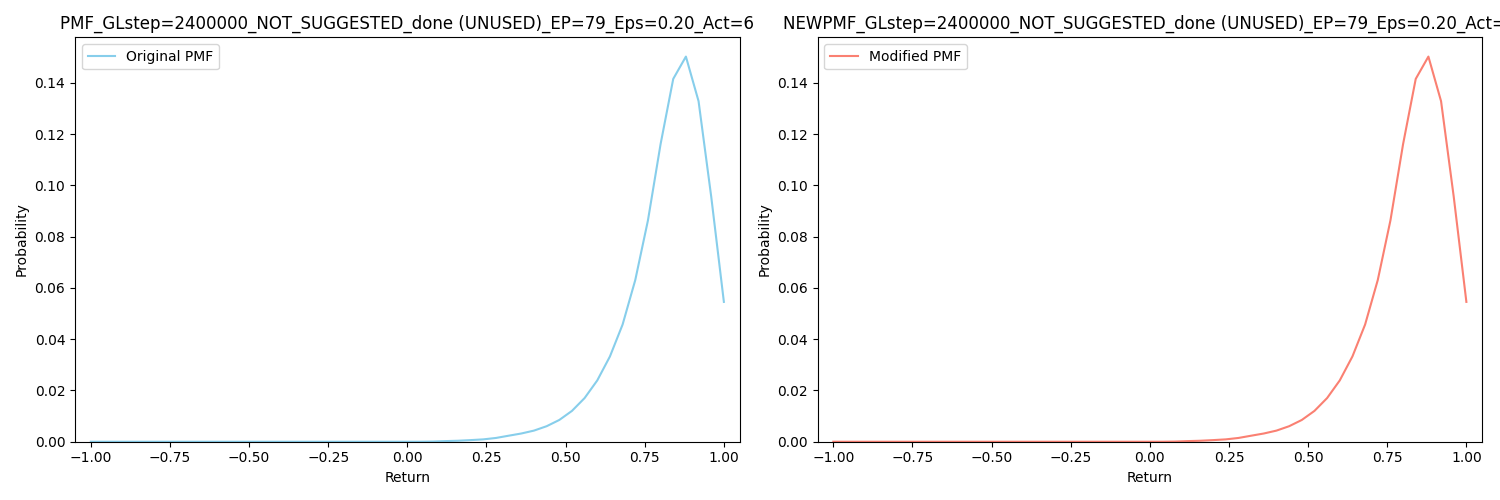 PMF_GLstep=2400000_NOT_SUGGESTED_done (UNUSED)_EP=79_Eps=0.20_Act=6
Original PMF
Probability
0.14
0.12
0.10
0.08
0.06
0.04
0.02
0.00
−1.00 −0.75 −0.50 −0.25 0.00 0.25 0.50 0.75 1.00
Return
NEWPMF_GLstep=2400000_NOT_SUGGESTED_done (UNUSED)_EP=79_Eps=0.20_Act=
Modified PMF
Probability
0.14
0.12
0.10
0.08
0.06
0.04
0.02
0.00
−1.00 −0.75 −0.50 −0.25 0.00 0.25 0.50 0.75 1.00
Return